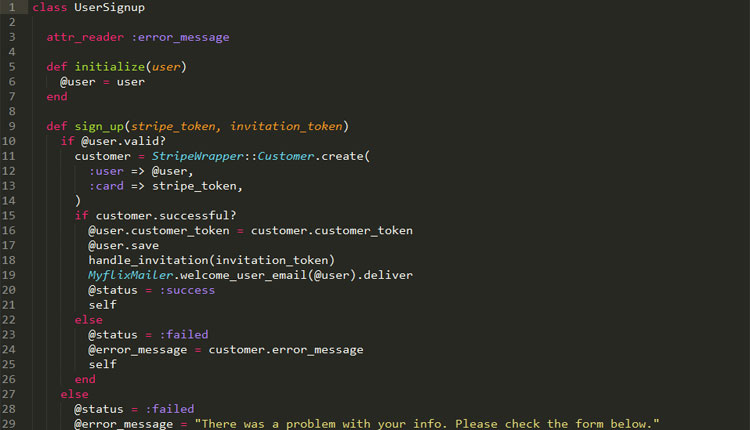 1 class UserSignup
2
3 attr_reader :error_message
4
5 def initialize(user)
6 @user = user
7 end
8
9 def sign_up(stripe_token, invitation_token)
10 if @user.valid?
11 customer = StripeWrapper::Customer.create(
12 :user => @user,
13 :card => stripe_token,
14 )
15 if customer.successful?
16 @user.customer_token = customer.customer_token
17 @user.save
18 handle_invitation(invitation_token)
19 MyflixMailer.welcome_user_email(@user).deliver
20 @status = :success
21 self
22 else
23 @status = :failed
24 @error_message = customer.error_message
25 self
26 end
27 else
28 @status = :failed
29 @error_message = "There was a problem with your info. Please check the form below."